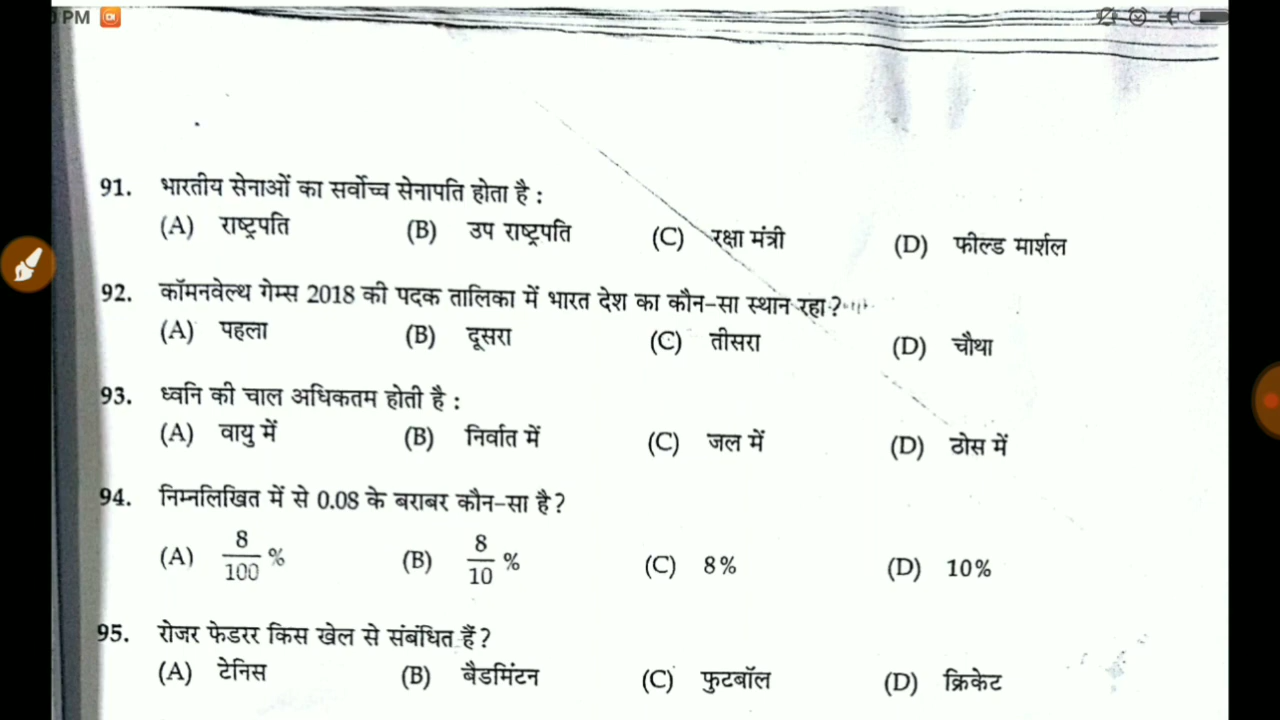 PM
91. भारतीय सेनाओं का सर्वोच्च सेनापति होता है :
(A) राष्ट्रपति (B) उप राष्ट्रपति (C) रक्षा मंत्री (D) फील्ड मार्शल
92. कॉमनवेल्थ गेम्स 2018 की पदक तालिका में भारत देश का कौन-सा स्थान रहा?
(A) पहला (B) दूसरा (C) तीसरा (D) चौथा
93. ध्वनि की चाल अधिकतम होती है :
(A) वायु में (B) निर्वात में (C) जल में (D) ठोस में
94. निम्नलिखित में से 0.08 के बराबर कौन-सा है?
(A) 8/100 % (B) 8/10 % (C) 8% (D) 10%
95. रोजर फेडरर किस खेल से संबंधित हैं?
(A) टेनिस (B) बैडमिंटन (C) फुटबॉल (D) क्रिकेट